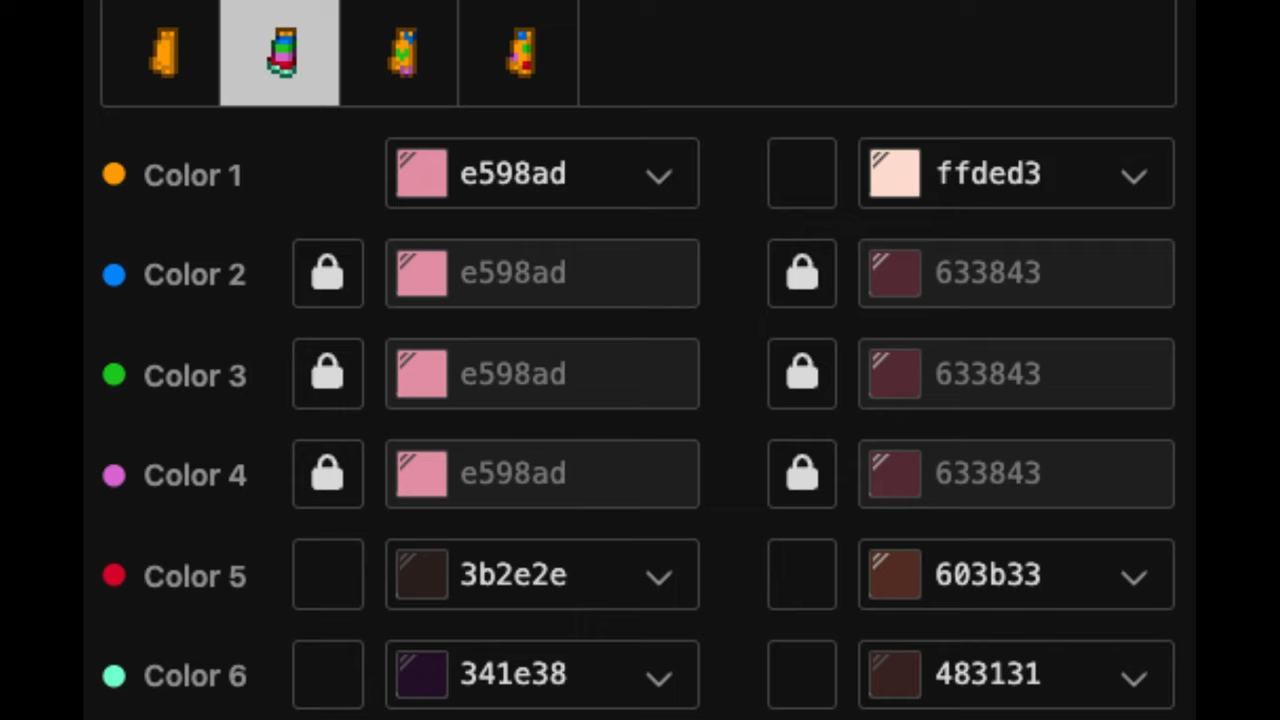 Color 1 e598ad ffded3
Color 2 e598ad 633843
Color 3 e598ad 633843
Color 4 e598ad 633843
Color 5 3b2e2e 603b33
Color 6 341e38 483131